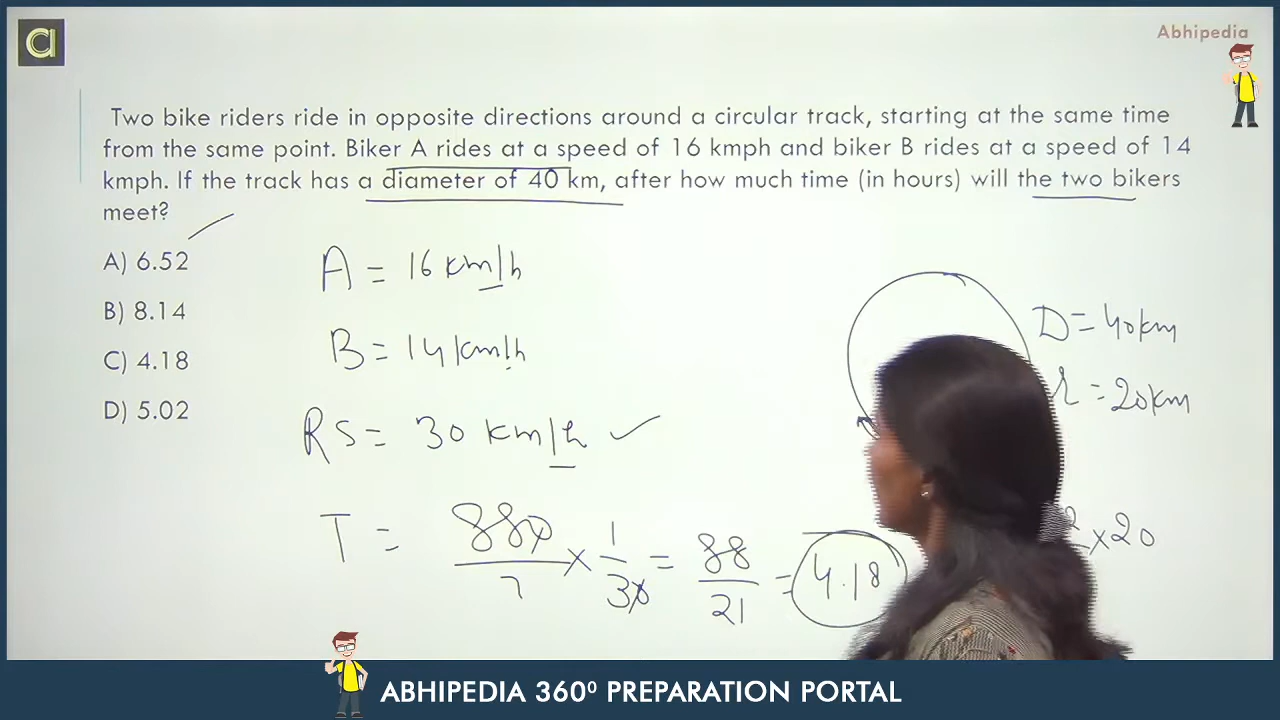 a
Abhipedia
Two bike riders ride in opposite directions around a circular track, starting at the same time
from the same point. Biker A rides at a speed of 16 kmph and biker B rides at a speed of 14
kmph. If the track has a diameter of 40 km, after how much time (in hours) will the two bikers
meet?
A) 6.52
B) 8.14
C) 4.18
D) 5.02
A = 16 km/h
B = 14 km/h
RS = 30 km/h ✓
D = 40 km
r = 20 km
T = 880/7 × 1/30 = 88/21 = 4.18
× 20
ABHIPEDIA 360⁰ PREPARATION PORTAL